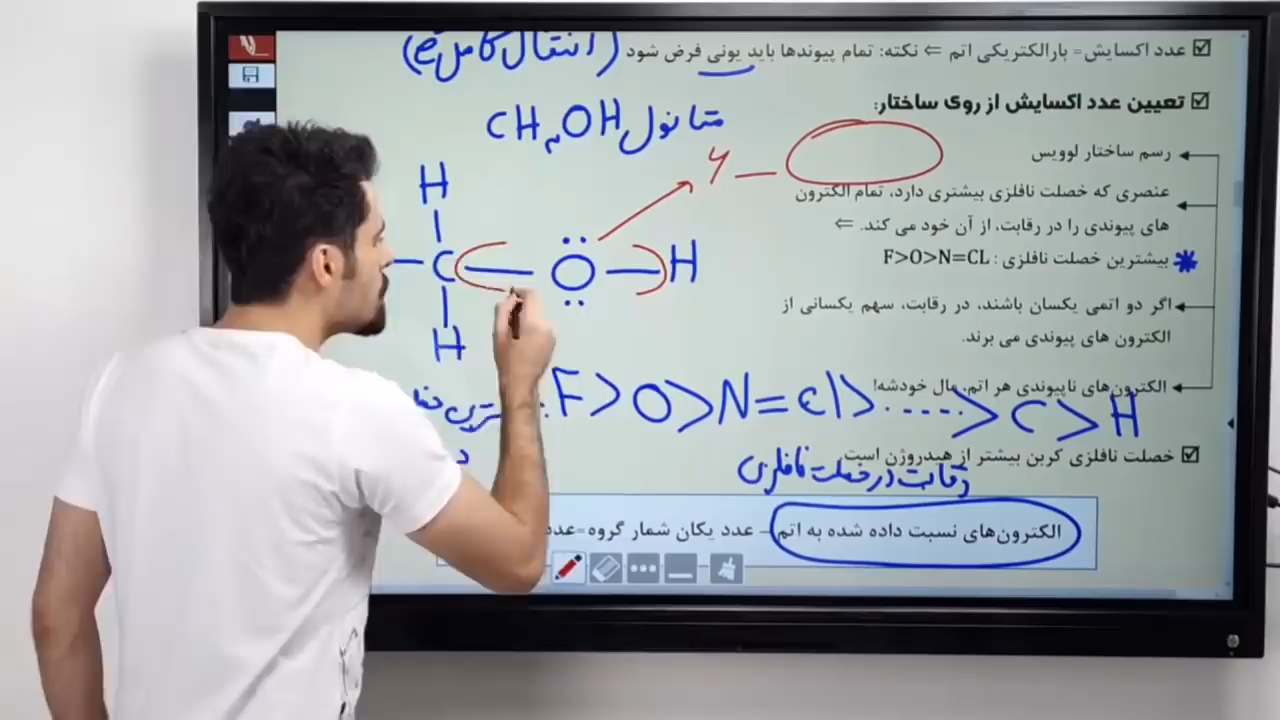 ☑ عدد اکسایش= بارالکتریکی اتم ⇐ نکته: تمام پیوندها باید یونی فرض شود (انتقال کامل e)
☑ تعیین عدد اکسایش از روی ساختار:
متانول CH₃OH
رسم ساختار لوویس
6 —
عنصری که خصلت نافلزی بیشتری دارد، تمام الکترون
های پیوندی را در رقابت، از آن خود می کند. ⇐
بیشترین خصلت نافلزی : F>O>N=CL
H
C — O — H
H
اگر دو اتمی یکسان باشند، در رقابت، سهم یکسانی از
الکترون های پیوندی می برند.
الکترون‌های ناپیوندی هر اتم، مال خودشه!
: F > O > N = Cl > ..... > C > H
☑ خصلت نافلزی کربن بیشتر از هیدروژن است
رقابت در خصلت نافلزی
الکترون‌های نسبت داده شده به اتم – عدد یکان شمار گروه =عدد